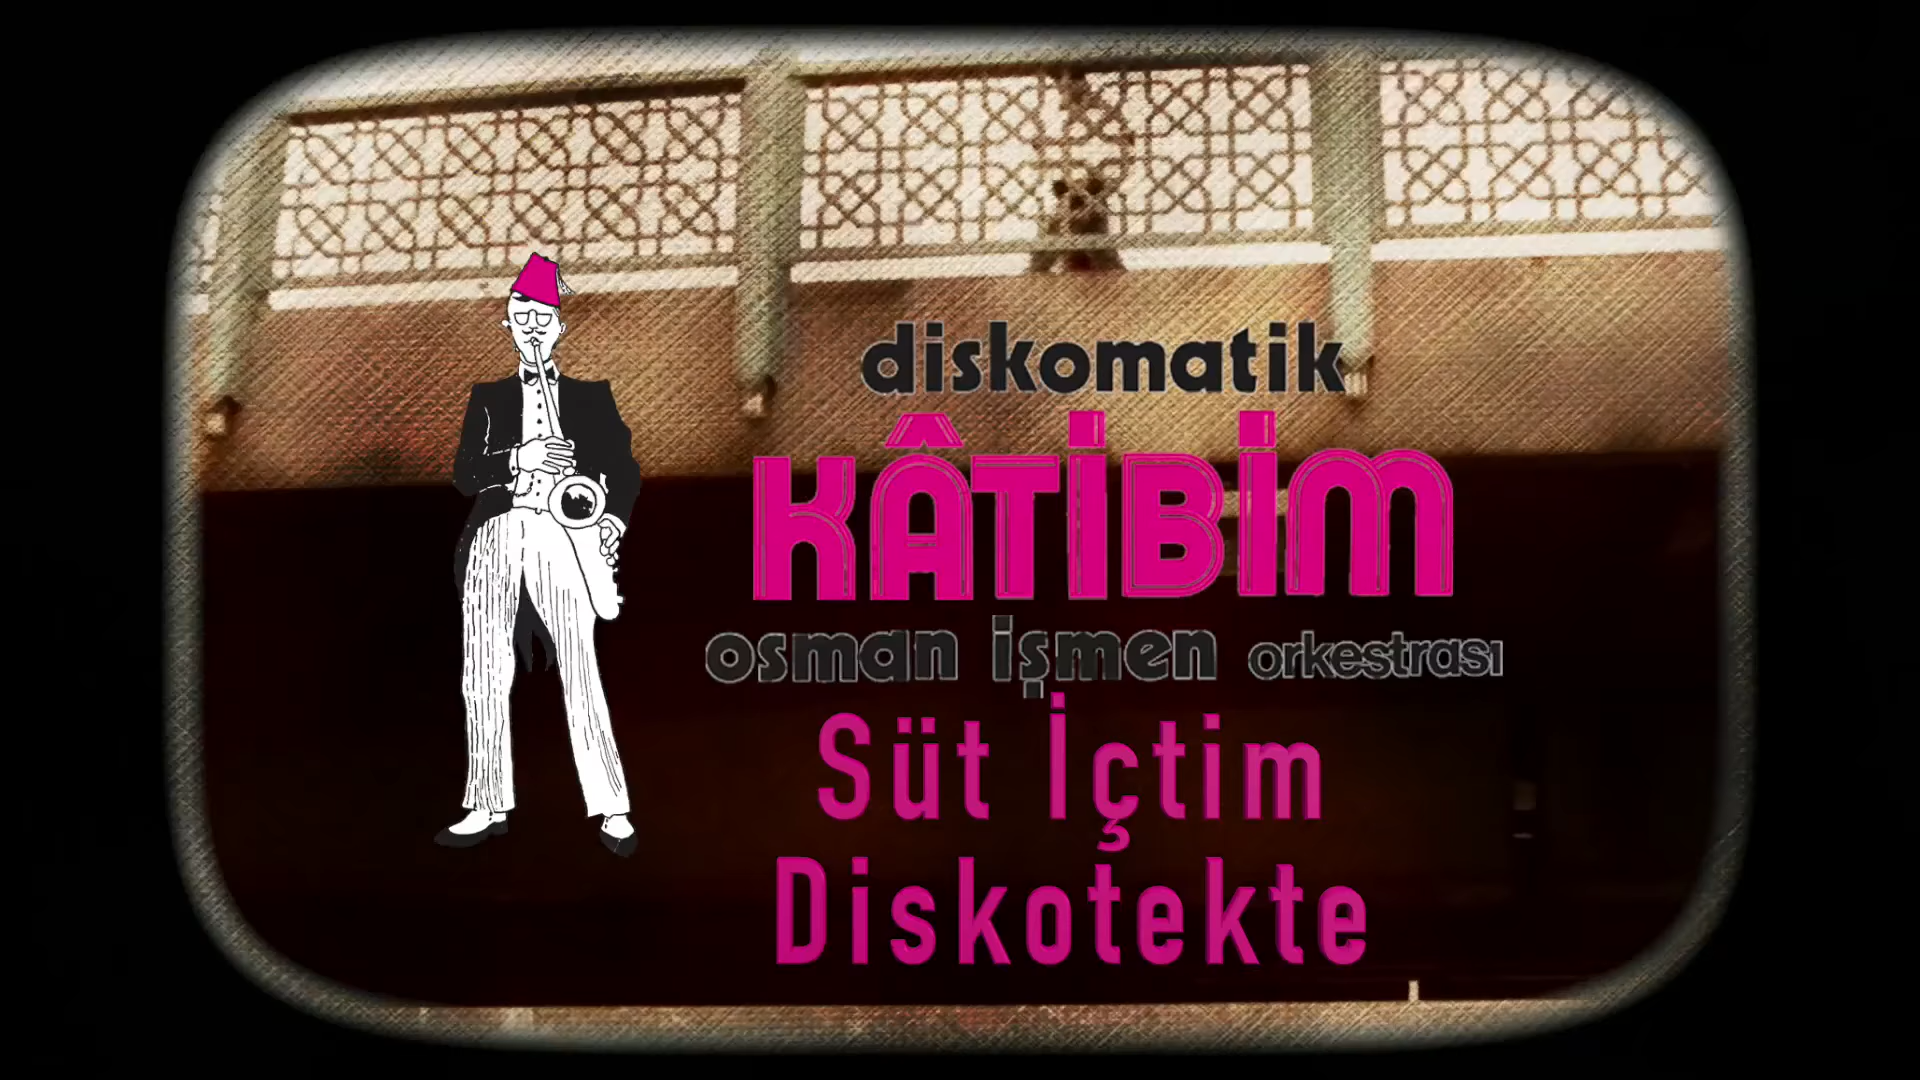 diskomatik
KÂTİBİM
osman işmen orkestrası
Süt İçtim
Diskotekte